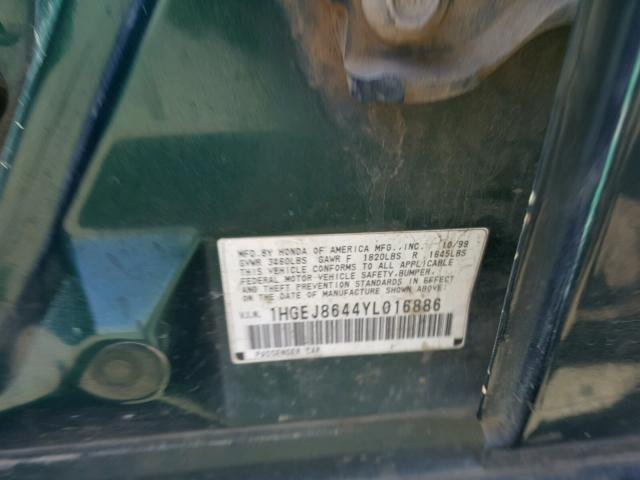 MFD. BY HONDA OF AMERICA MFG., INC. 10/99
GVWR 3460LBS GAWR F 1820LBS R 1645LBS
THIS VEHICLE CONFORMS TO ALL APPLICABLE
FEDERAL MOTOR VEHICLE SAFETY, BUMPER,
AND THEFT PREVENTION STANDARDS IN EFFECT
ON THE DATE OF MANUFACTURE SHOWN ABOVE.
V.I.N. 1HGEJ8644YL016886
PASSENGER CAR